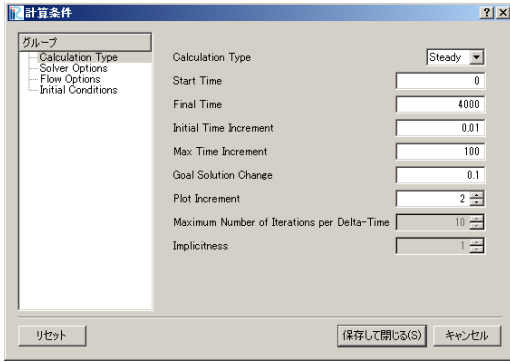 計算条件
グループ
Calculation Type
Solver Options
Flow Options
Initial Conditions
Calculation Type Steady
Start Time 0
Final Time 4000
Initial Time Increment 0.01
Max Time Increment 100
Goal Solution Change 0.1
Plot Increment 2
Maximum Number of Iterations per Delta-Time 10
Implicitness 1
リセット 保存して閉じる(S) キャンセル